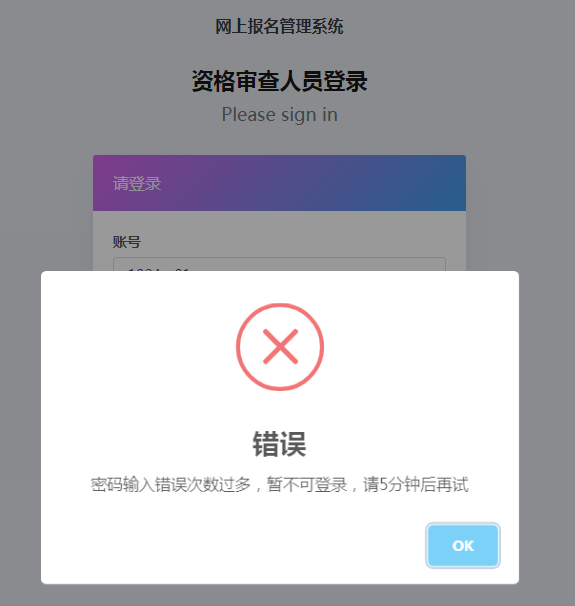 网上报名管理系统
资格审查人员登录
Please sign in
请登录
账号
错误
密码输入错误次数过多，暂不可登录，请5分钟后再试
OK